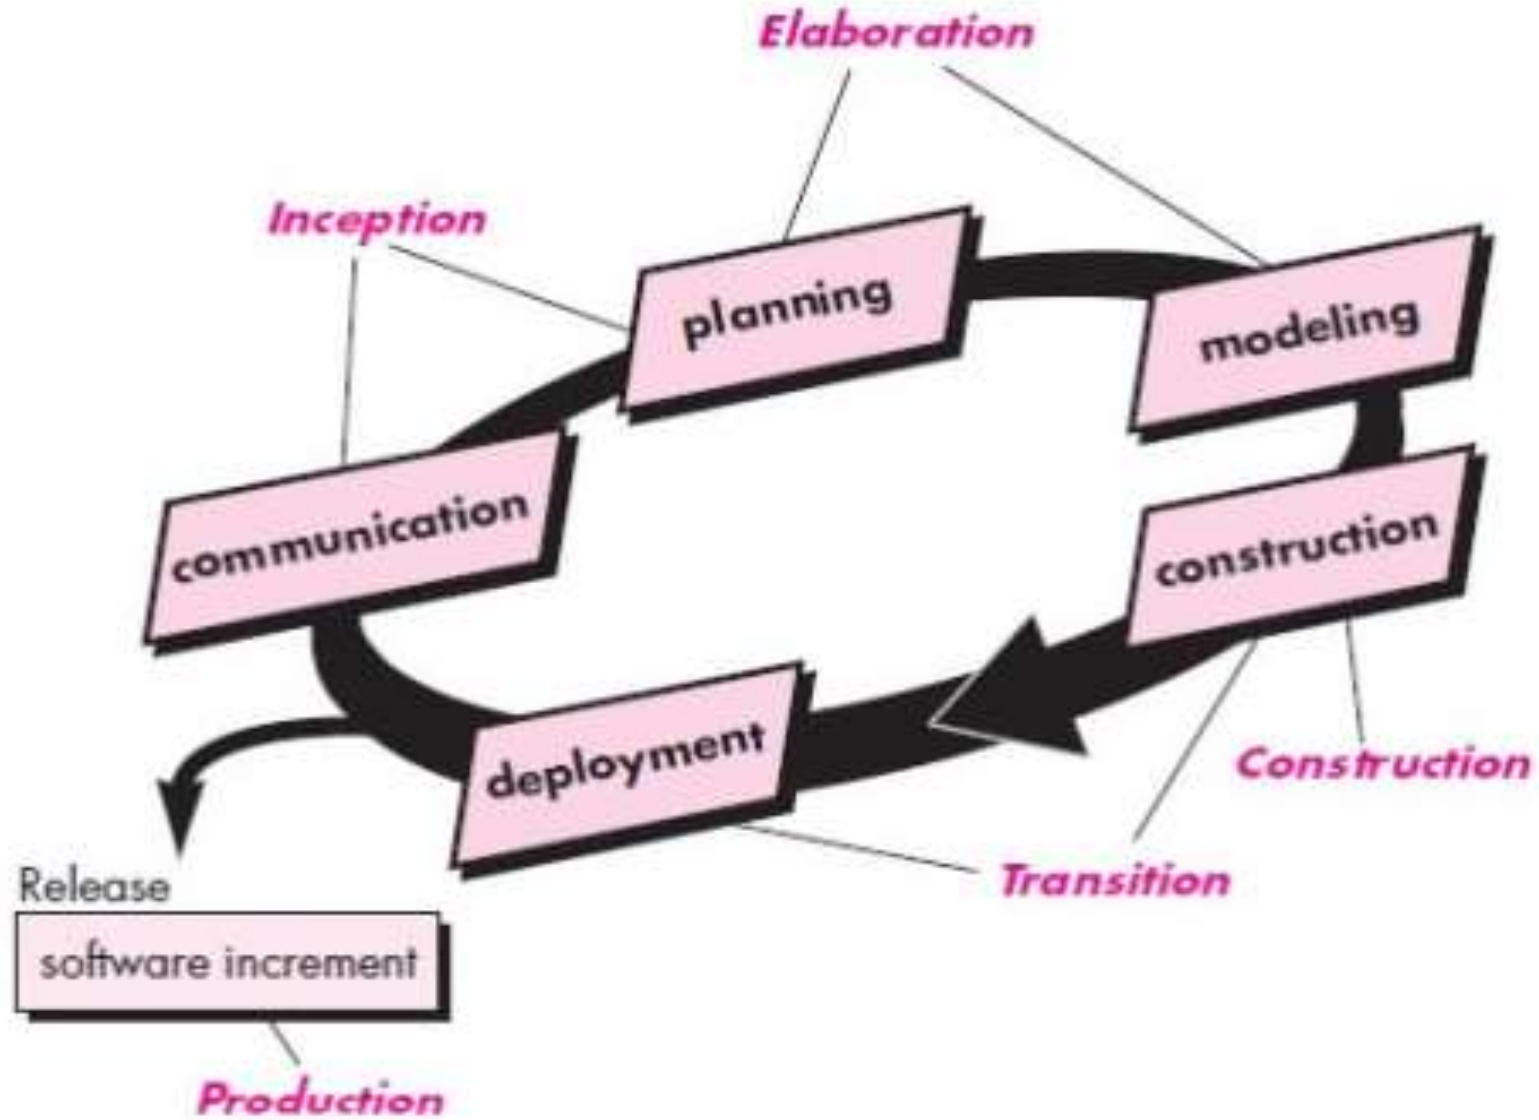 Elaboration
Inception
planning
modeling
communication
construction
deployment
Construction
Transition
Release
software increment
Production